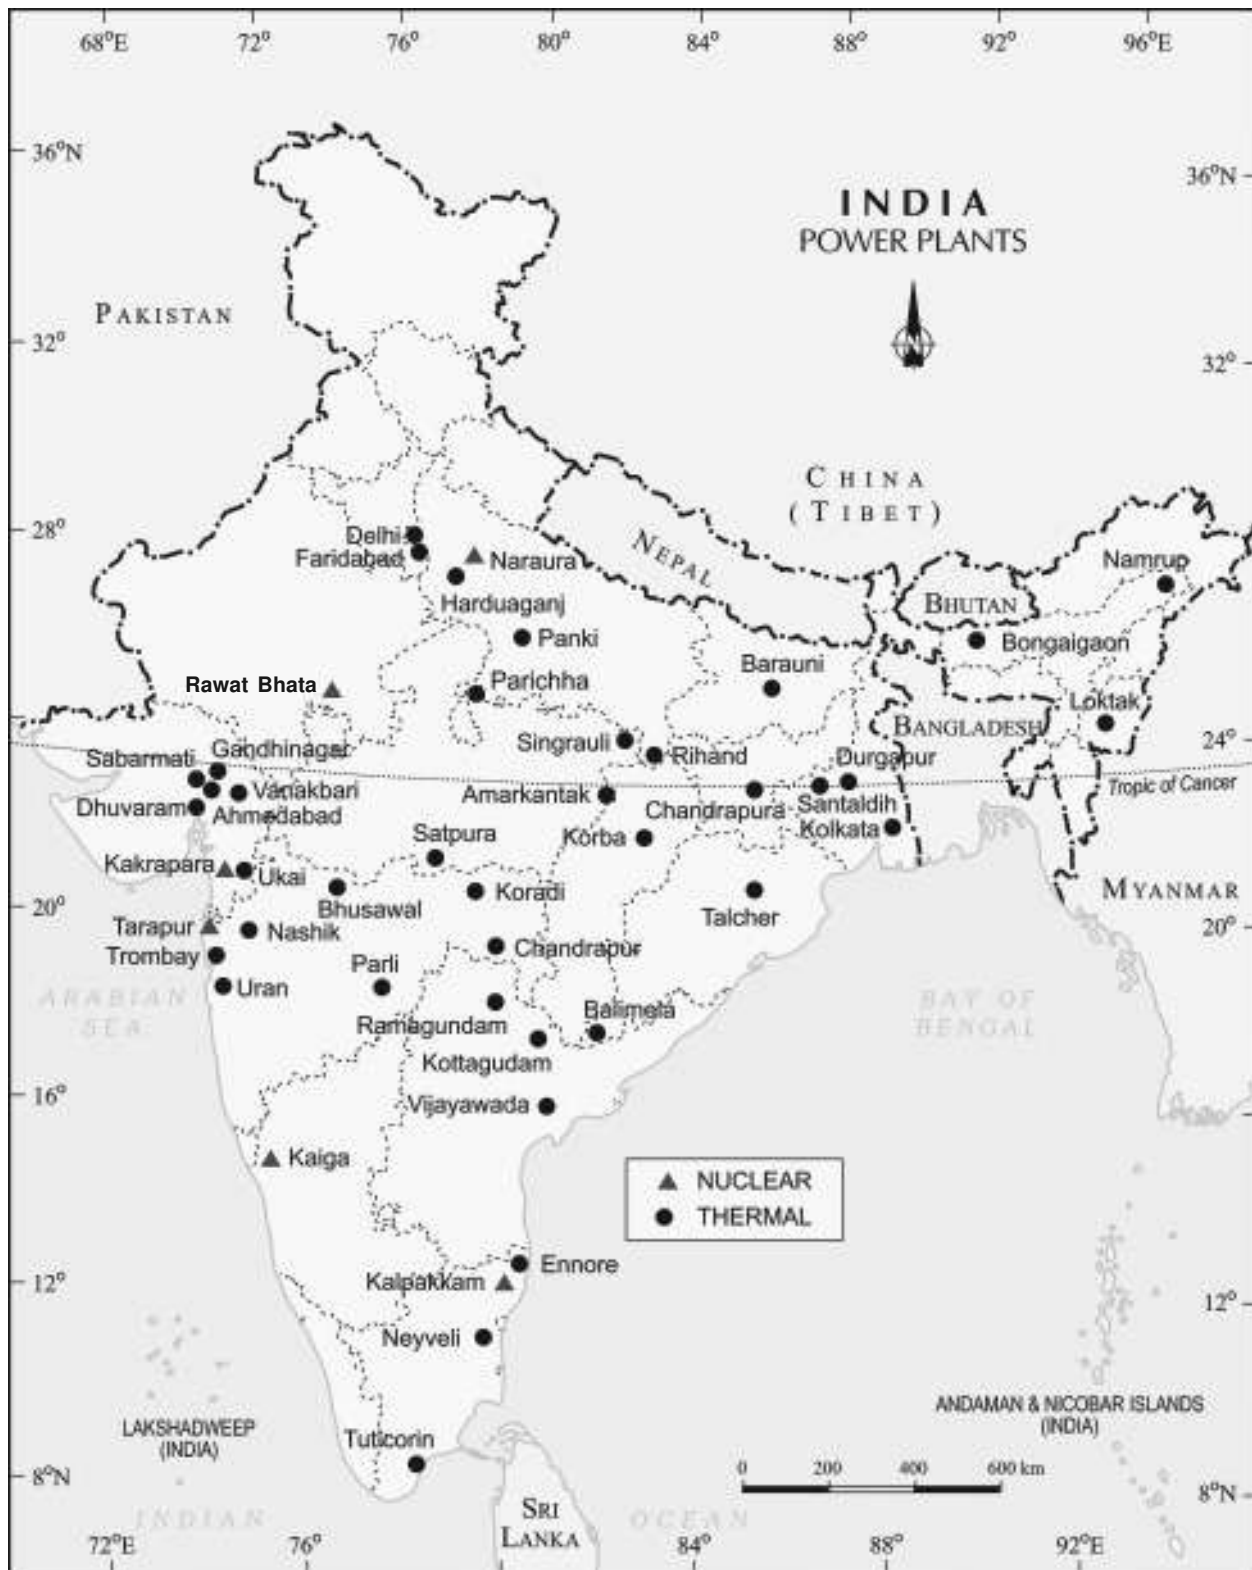 68°E 72° 76° 80° 84° 88° 92° 96°E
36°N
36°N
INDIA
POWER PLANTS
PAKISTAN
32°
32°
CHINA
(TIBET)
28°
Delhi
Faridabad
Naraura
NEPAL
Namrup
Harduaganj
BHUTAN
Panki
Bongaigaon
Barauni
Rawat Bhata
Parichha
Loktak
BANGLADESH
Singrauli
Rihand
24°
Sabarmati
Gandhinagar
Durgapur
Tropic of Cancer
Vanakbari
Amarkantak
Dhuvaram
Ahmedabad
Chandrapura
Santaldih
Kolkata
Satpura
Korba
Kakrapara
Ukai
MYANMAR
20°
Bhusawal
Koradi
Talcher
20°
Tarapur
Nashik
Trombay
Parli
Chandrapur
Uran
ARABIAN
SEA
BAY OF
BENGAL
Ramagundam
Balimela
Kottagudam
16°
Vijayawada
Kaiga
NUCLEAR
THERMAL
Ennore
12°
Kalpakkam
12°
Neyveli
LAKSHADWEEP
(INDIA)
ANDAMAN & NICOBAR ISLANDS
(INDIA)
Tuticorin
8°N
0 200 400 600 km
8°N
INDIAN
SRI
LANKA
OCEAN
72°E 76° 84° 88° 92°E